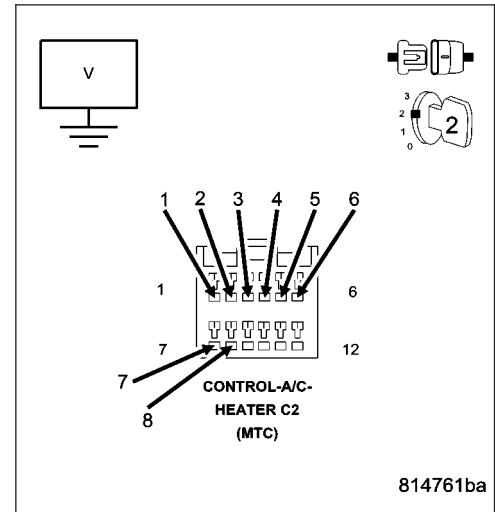 V
3
2
1
0
2
1 2 3 4 5 6
1 6
7 12
7
8
CONTROL-A/C-
HEATER C2
(MTC)
814761ba